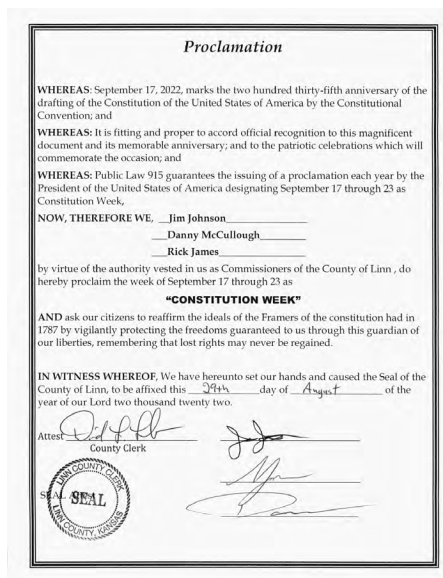 Proclamation
WHEREAS: September 17, 2022, marks the two hundred thirty-fifth anniversary of the
drafting of the Constitution of the United States of America by the Constitutional
Convention; and
WHEREAS: It is fitting and proper to accord official recognition to this magnificent
document and its memorable anniversary; and to the patriotic celebrations which will
commemorate the occasion; and
WHEREAS: Public Law 915 guarantees the issuing of a proclamation each year by the
President of the United States of America designating September 17 through 23 as
Constitution Week,
NOW, THEREFORE WE, Jim Johnson
Danny McCullough
Rick James
by virtue of the authority vested in us as Commissioners of the County of Linn , do
hereby proclaim the week of September 17 through 23 as
“CONSTITUTION WEEK”
AND ask our citizens to reaffirm the ideals of the Framers of the constitution had in
1787 by vigilantly protecting the freedoms guaranteed to us through this guardian of
our liberties, remembering that lost rights may never be regained.
IN WITNESS WHEREOF, We have hereunto set our hands and caused the Seal of the
County of Linn, to be affixed this 29th day of August of the
year of our Lord two thousand twenty two.
Attest
County Clerk
LINN COUNTY CLERK
SEAL
LINN COUNTY, KANSAS